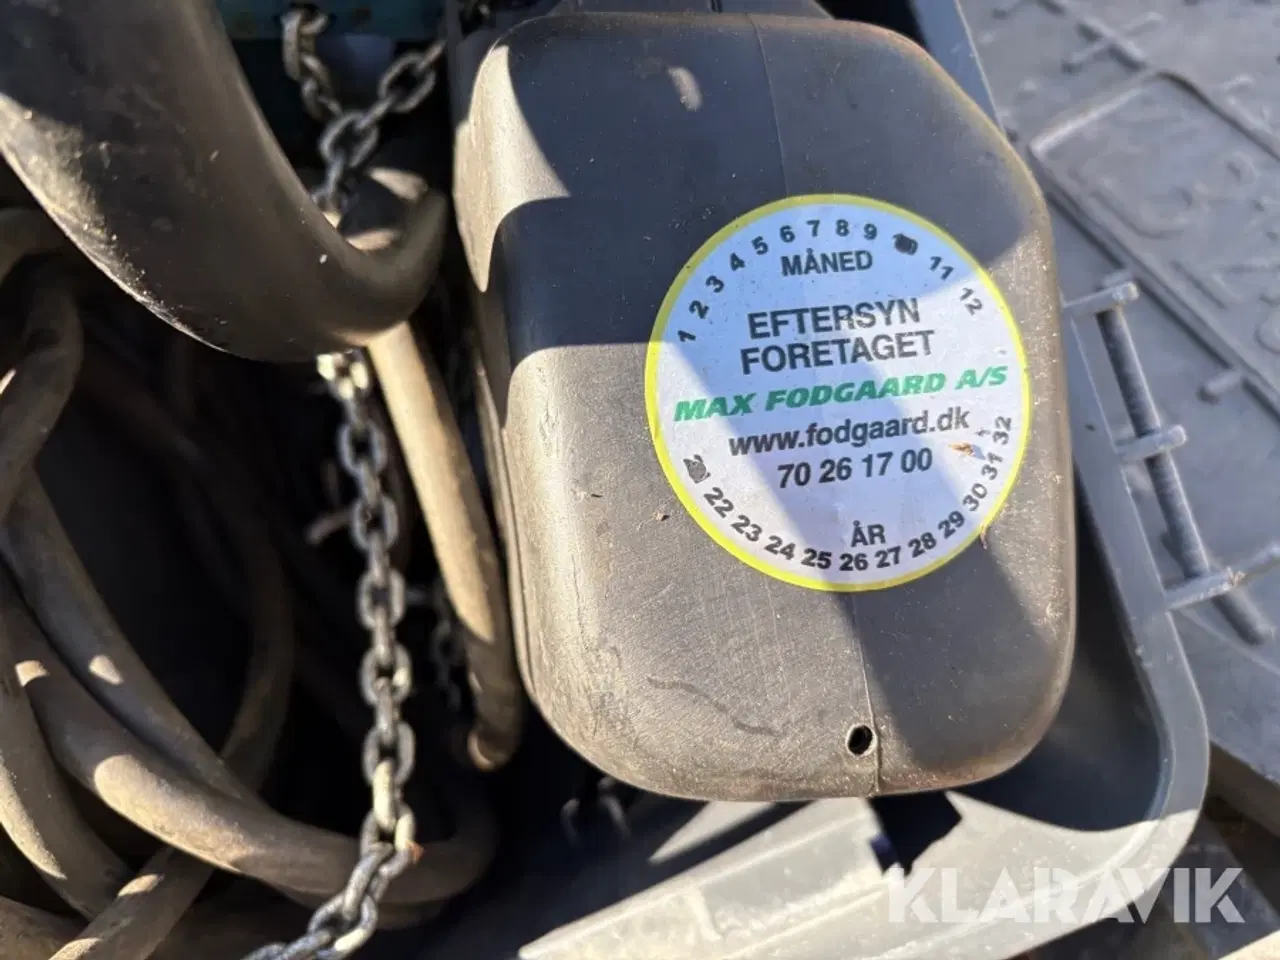 1 2 3 4 5 6 7 8 9 10 11 12
MÅNED
EFTERSYN
FORETAGET
MAX FODGAARD A/S
www.fodgaard.dk
70 26 17 00
ÅR
22 23 24 25 26 27 28 29 30 31 32
KLARAVIK